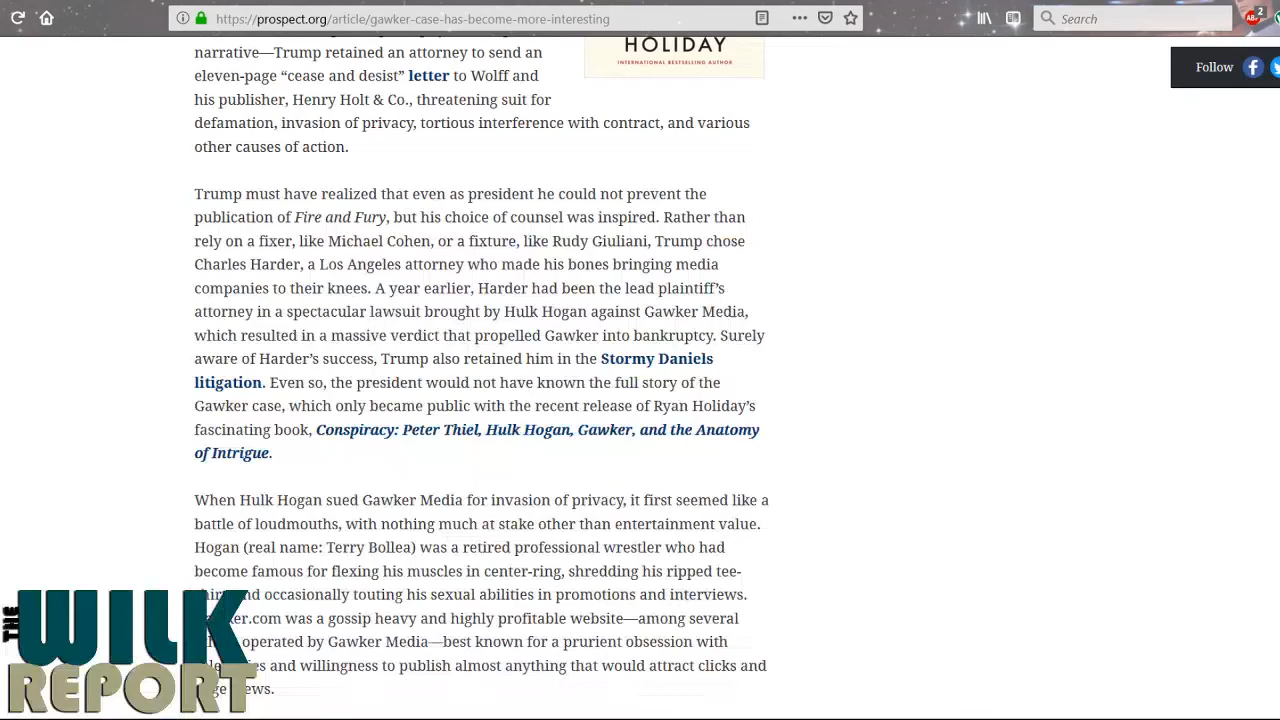 https://prospect.org/article/gawker-case-has-become-more-interesting
Search
2
HOLIDAY
INTERNATIONAL BESTSELLING AUTHOR
Follow
narrative—Trump retained an attorney to send an
eleven-page “cease and desist” letter to Wolff and
his publisher, Henry Holt & Co., threatening suit for
defamation, invasion of privacy, tortious interference with contract, and various
other causes of action.
Trump must have realized that even as president he could not prevent the
publication of Fire and Fury, but his choice of counsel was inspired. Rather than
rely on a fixer, like Michael Cohen, or a fixture, like Rudy Giuliani, Trump chose
Charles Harder, a Los Angeles attorney who made his bones bringing media
companies to their knees. A year earlier, Harder had been the lead plaintiff’s
attorney in a spectacular lawsuit brought by Hulk Hogan against Gawker Media,
which resulted in a massive verdict that propelled Gawker into bankruptcy. Surely
aware of Harder’s success, Trump also retained him in the Stormy Daniels
litigation. Even so, the president would not have known the full story of the
Gawker case, which only became public with the recent release of Ryan Holiday’s
fascinating book, Conspiracy: Peter Thiel, Hulk Hogan, Gawker, and the Anatomy
of Intrigue.
When Hulk Hogan sued Gawker Media for invasion of privacy, it first seemed like a
battle of loudmouths, with nothing much at stake other than entertainment value.
Hogan (real name: Terry Bollea) was a retired professional wrestler who had
become famous for flexing his muscles in center-ring, shredding his ripped tee-
and occasionally touting his sexual abilities in promotions and interviews.
was a gossip heavy and highly profitable website—among several
operated by Gawker Media—best known for a prurient obsession with
and willingness to publish almost anything that would attract clicks and
THE WILK
REPORT